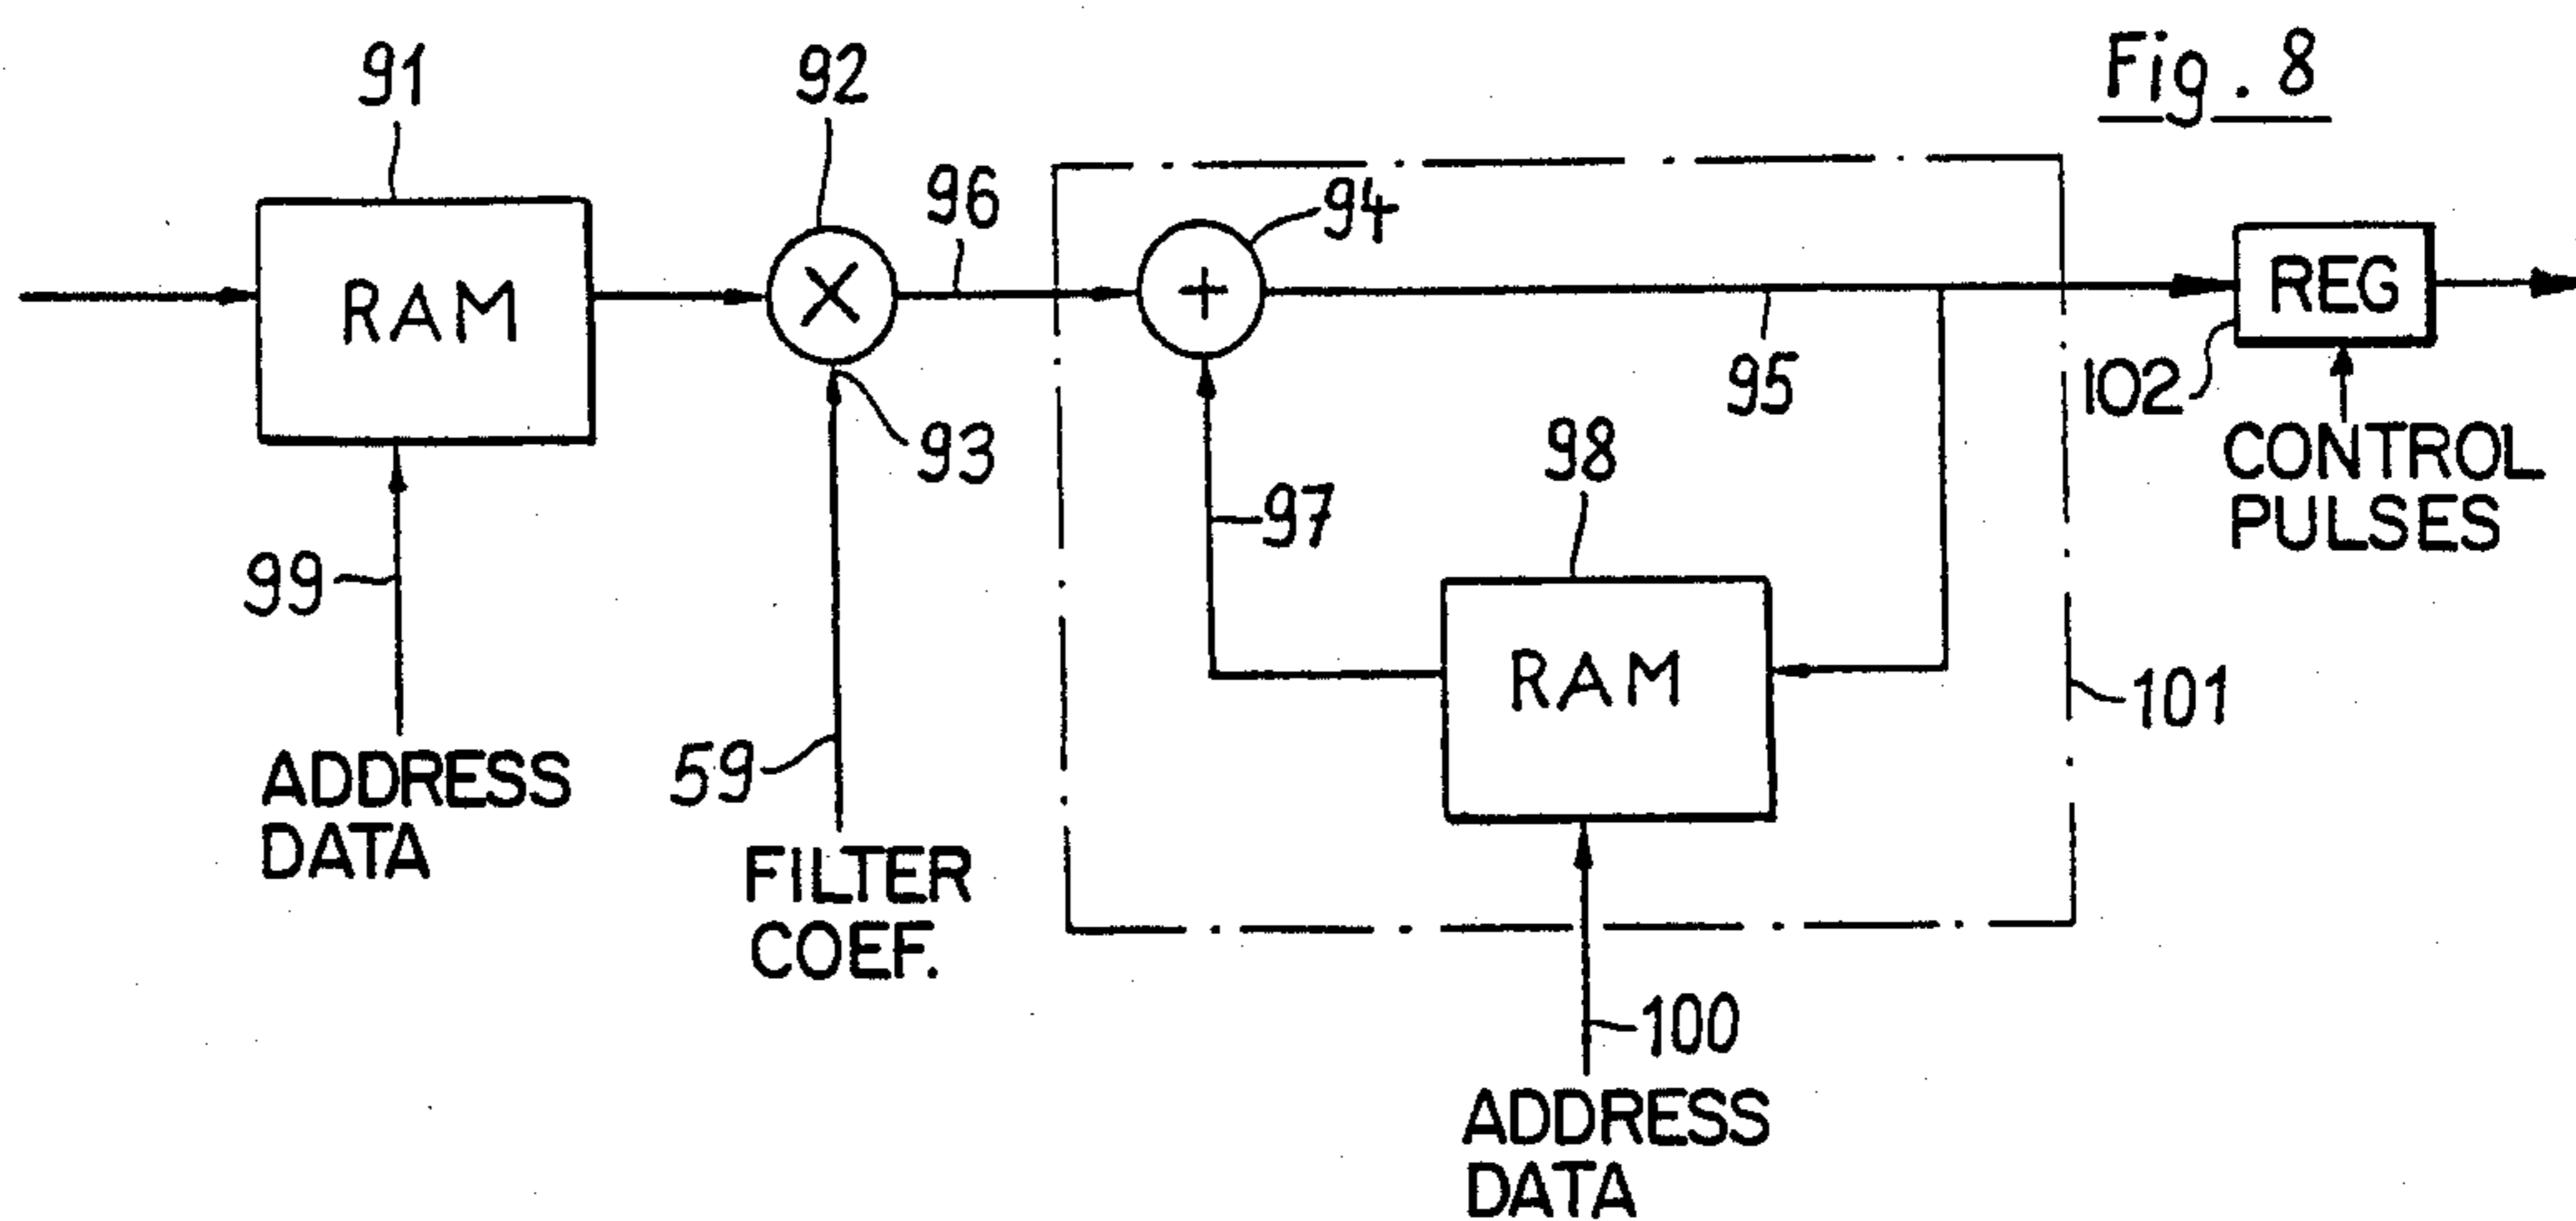 Fig. 8
91
92
96
94
RAM
REG
95
102
93
98
CONTROL
PULSES
97
99
RAM
101
59
ADDRESS
DATA
FILTER
COEF.
100
ADDRESS
DATA